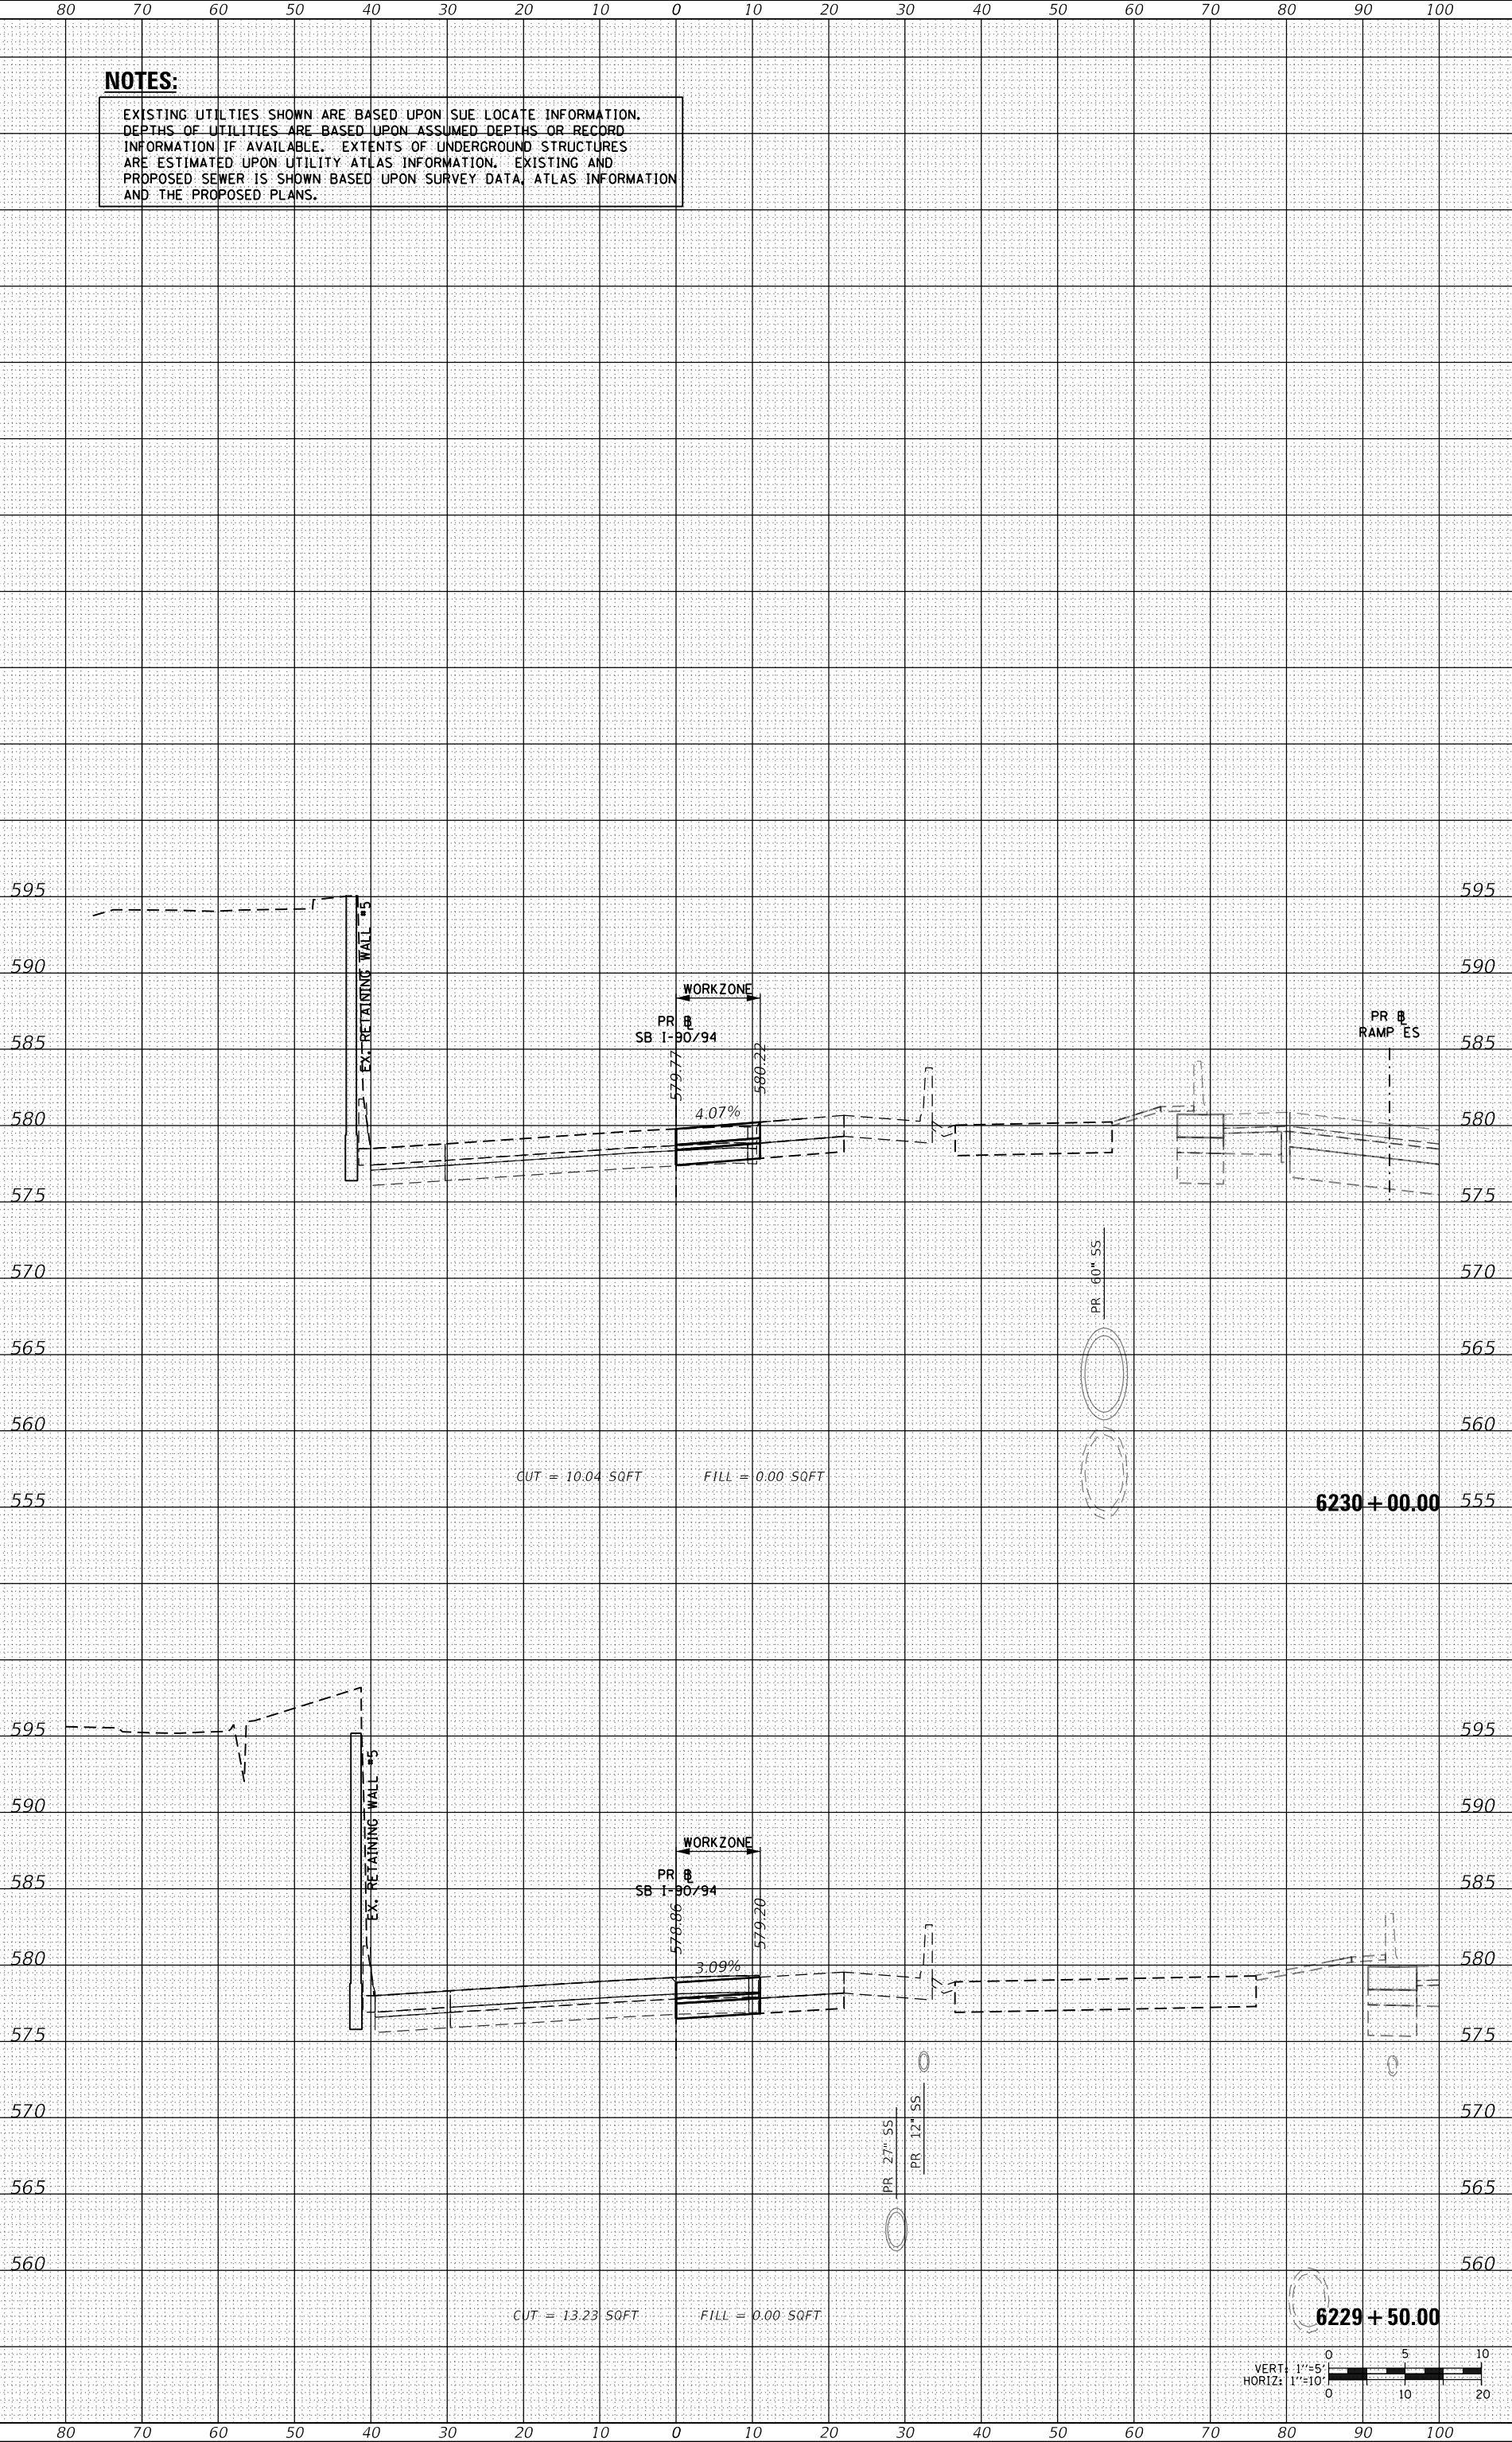 80 70 60 50 40 30 20 10 0 10 20 30 40 50 60 70 80 90 100
NOTES:
EXISTING UTILTIES SHOWN ARE BASED UPON SUE LOCATE INFORMATION.
DEPTHS OF UTILITIES ARE BASED UPON ASSUMED DEPTHS OR RECORD
INFORMATION IF AVAILABLE. EXTENTS OF UNDERGROUND STRUCTURES
ARE ESTIMATED UPON UTILITY ATLAS INFORMATION. EXISTING AND
PROPOSED SEWER IS SHOWN BASED UPON SURVEY DATA, ATLAS INFORMATION
AND THE PROPOSED PLANS.
595 595
EX. RETAINING WALL #5
590 590
WORKZONE
PR BL
SB I-90/94
PR BL
RAMP ES
585 585
579.77
580.22
4.07%
580 580
575 575
PR 60" SS
570 570
565 565
560 560
CUT = 10.04 SQFT FILL = 0.00 SQFT
555 6230+00.00 555
595 595
EX. RETAINING WALL #5
590 590
WORKZONE
PR BL
SB I-90/94
585 585
578.86
579.20
3.09%
580 580
575 575
570 570
PR 27" SS
PR 12" SS
565 565
560 560
CUT = 13.23 SQFT FILL = 0.00 SQFT
6229+50.00
0 5 10
VERT: 1''=5'
HORIZ: 1''=10'
0 10 20
80 70 60 50 40 30 20 10 0 10 20 30 40 50 60 70 80 90 100